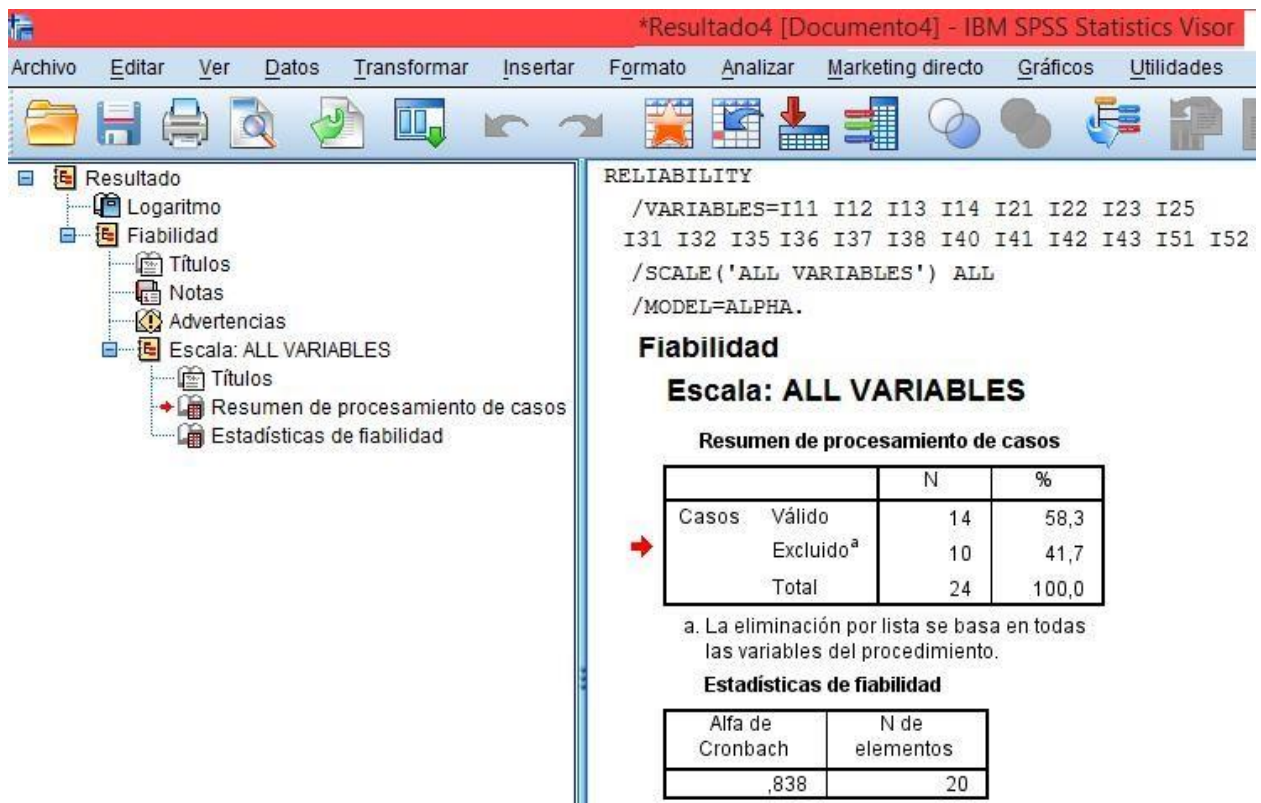 *Resultado4 [Documento4] - IBM SPSS Statistics Visor
Archivo Editar Ver Datos Transformar Insertar Formato Analizar Marketing directo Gráficos Utilidades
Resultado
Logaritmo
Fiabilidad
Títulos
Notas
Advertencias
Escala: ALL VARIABLES
Títulos
Resumen de procesamiento de casos
Estadísticas de fiabilidad
RELIABILITY
/VARIABLES=I11 I12 I13 I14 I21 I22 I23 I25
I31 I32 I35 I36 I37 I38 I40 I41 I42 I43 I51 I52
/SCALE('ALL VARIABLES') ALL
/MODEL=ALPHA.
Fiabilidad
Escala: ALL VARIABLES
Resumen de procesamiento de casos
N %
Casos Válido 14 58,3
Excluido^a 10 41,7
Total 24 100,0
a. La eliminación por lista se basa en todas
las variables del procedimiento.
Estadísticas de fiabilidad
Alfa de Cronbach N de elementos
,838 20